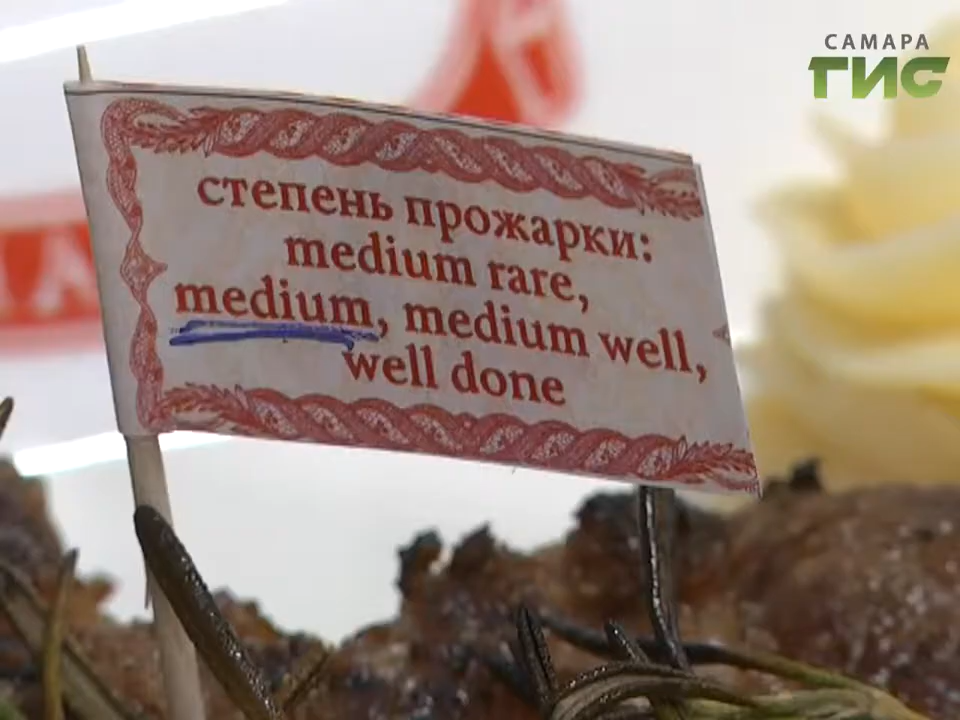 САМАРА
ГИС
степень прожарки:
medium rare,
medium, medium well,
well done